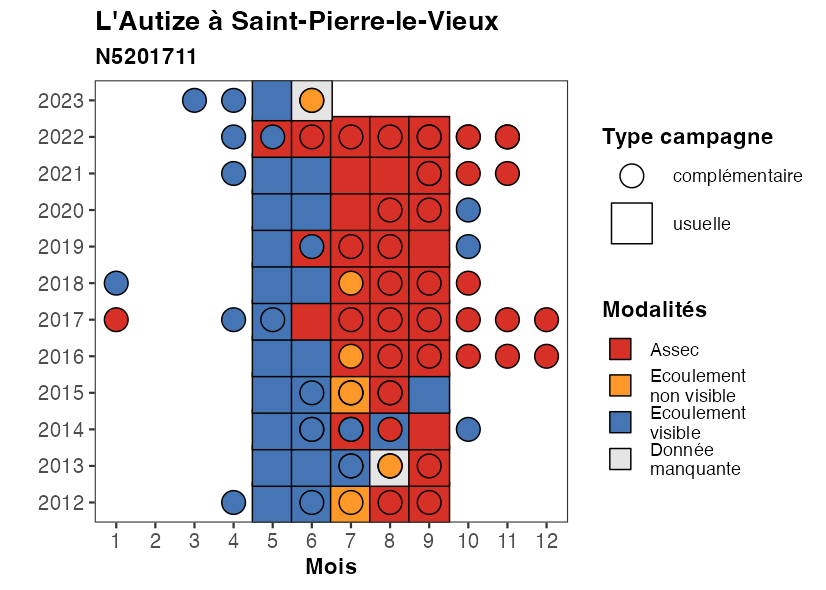 L'Autize à Saint-Pierre-le-Vieux
N5201711
2023
2022
2021
2020
2019
2018
2017
2016
2015
2014
2013
2012
1 2 3 4 5 6 7 8 9 10 11 12
Mois
Type campagne
complémentaire
usuelle
Modalités
Assec
Ecoulement
non visible
Ecoulement
visible
Donnée
manquante